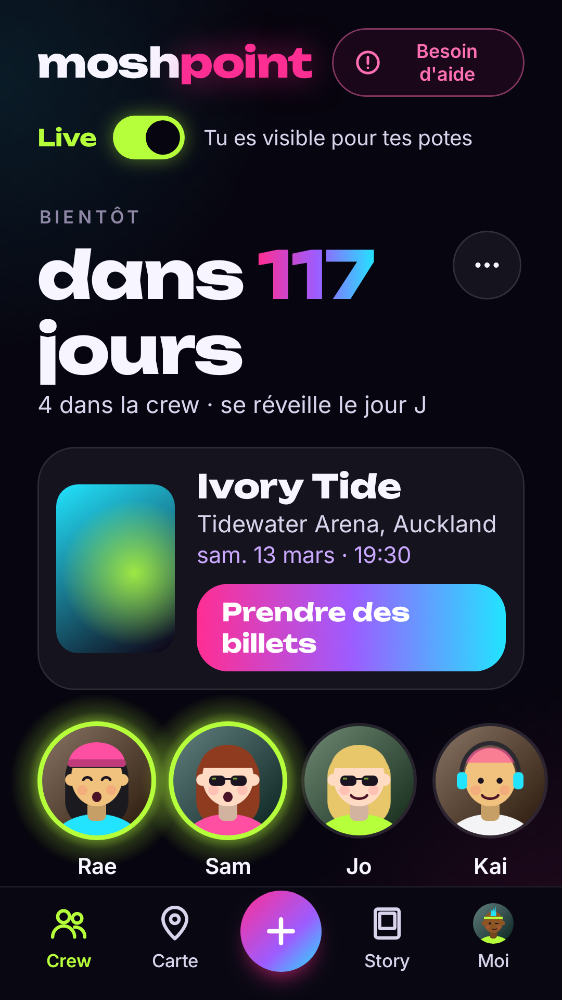 moshpoint
Besoin
d'aide
Live
Tu es visible pour tes potes
BIENTÔT
dans 117
jours
4 dans la crew · se réveille le jour J
Ivory Tide
Tidewater Arena, Auckland
sam. 13 mars · 19:30
Prendre des
billets
Rae
Sam
Jo
Kai
Crew
Carte
Story
Moi